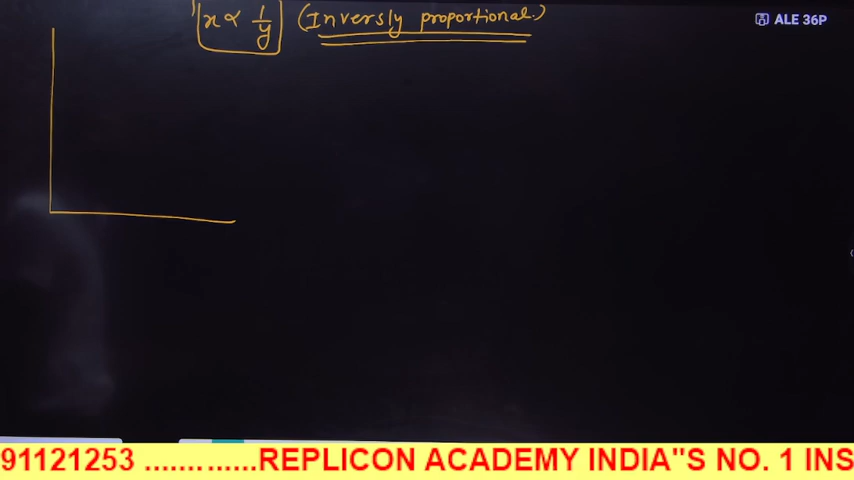 x ∝ 1/y (Inversly proportional)
ALE 36P
91121253 ............REPLICON ACADEMY INDIA"S NO. 1 INS